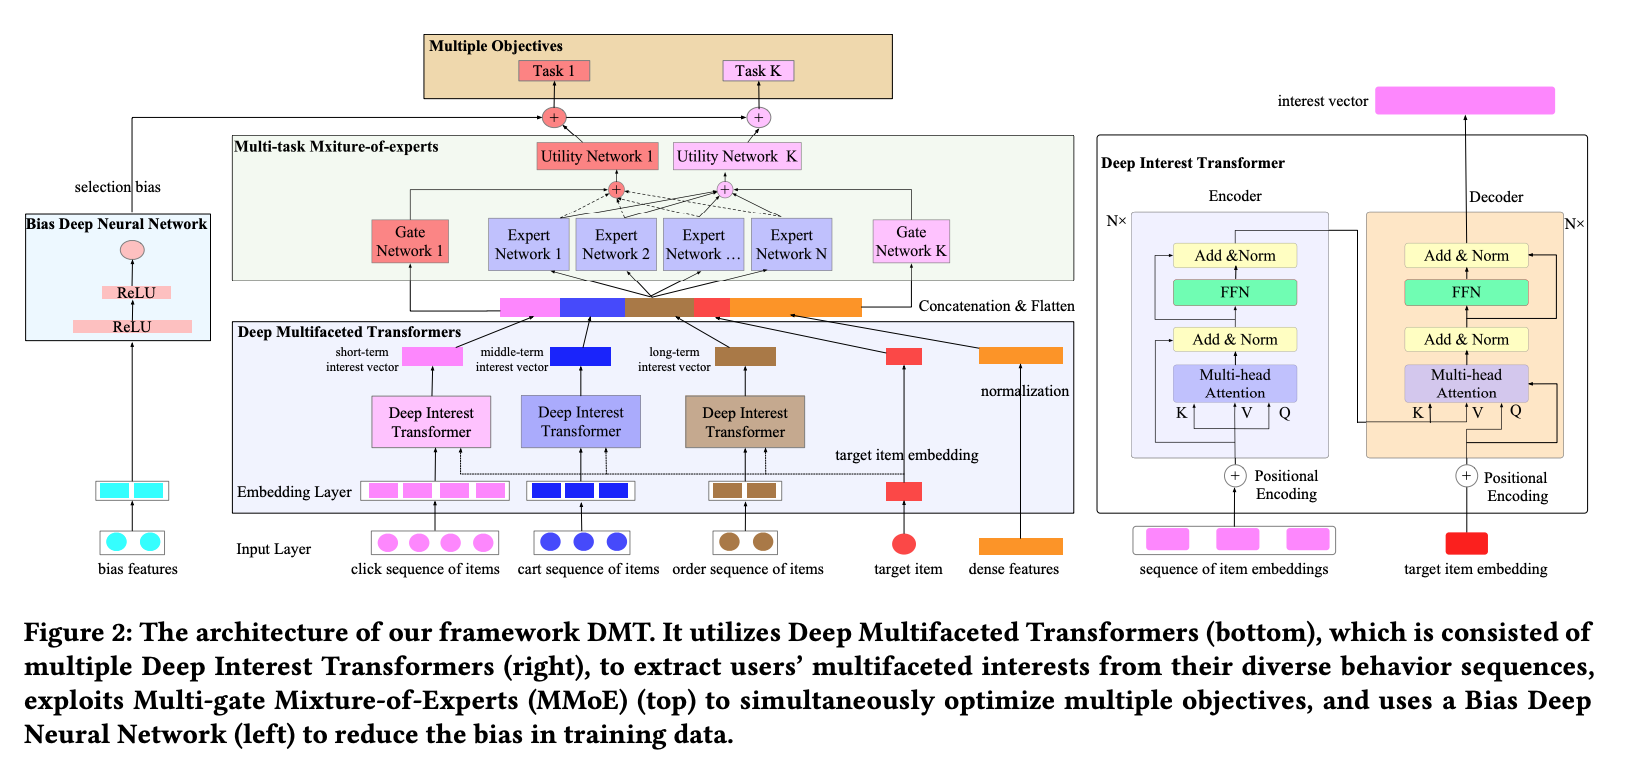 Multiple Objectives
Task 1
Task K
+
+
Multi-task Mxiture-of-experts
Utility Network 1
Utility Network K
+
+
Gate
Network 1
Expert
Network 1
Expert
Network 2
Expert
Network ...
Expert
Network N
Gate
Network K
selection bias
Bias Deep Neural Network
ReLU
ReLU
bias features
Concatenation & Flatten
Deep Multifaceted Transformers
short-term
interest vector
middle-term
interest vector
long-term
interest vector
normalization
Deep Interest
Transformer
Deep Interest
Transformer
Deep Interest
Transformer
target item embedding
Embedding Layer
Input Layer
click sequence of items
cart sequence of items
order sequence of items
target item
dense features
interest vector
Deep Interest Transformer
Encoder
N×
Add &Norm
FFN
Add & Norm
Multi-head
Attention
K
V
Q
+
Positional
Encoding
sequence of item embeddings
Decoder
N×
Add & Norm
FFN
Add & Norm
Multi-head
Attention
K
V
Q
+
Positional
Encoding
target item embedding
Figure 2: The architecture of our framework DMT. It utilizes Deep Multifaceted Transformers (bottom), which is consisted of
multiple Deep Interest Transformers (right), to extract users’ multifaceted interests from their diverse behavior sequences,
exploits Multi-gate Mixture-of-Experts (MMoE) (top) to simultaneously optimize multiple objectives, and uses a Bias Deep
Neural Network (left) to reduce the bias in training data.